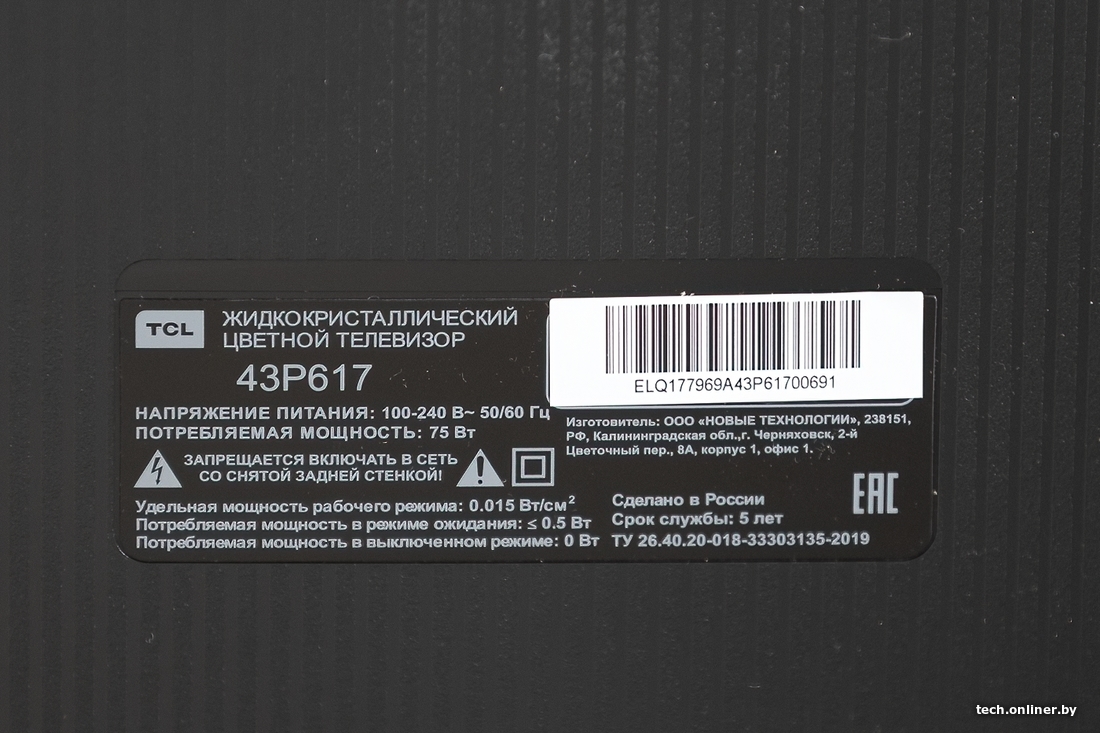 TCL
ЖИДКОКРИСТАЛЛИЧЕСКИЙ
ЦВЕТНОЙ ТЕЛЕВИЗОР
43P617
НАПРЯЖЕНИЕ ПИТАНИЯ: 100-240 В~ 50/60 Гц
ПОТРЕБЛЯЕМАЯ МОЩНОСТЬ: 75 Вт
ЗАПРЕЩАЕТСЯ ВКЛЮЧАТЬ В СЕТЬ
СО СНЯТОЙ ЗАДНЕЙ СТЕНКОЙ!
Удельная мощность рабочего режима: 0.015 Вт/см²
Потребляемая мощность в режиме ожидания: ≤ 0.5 Вт
Потребляемая мощность в выключенном режиме: 0 Вт
ELQ177969A43P61700691
Изготовитель: ООО «НОВЫЕ ТЕХНОЛОГИИ», 238151,
РФ, Калининградская обл.,г. Черняховск, 2-й
Цветочный пер., 8А, корпус 1, офис 1.
EAC
Сделано в России
Срок службы: 5 лет
ТУ 26.40.20-018-33303135-2019
tech.onliner.by